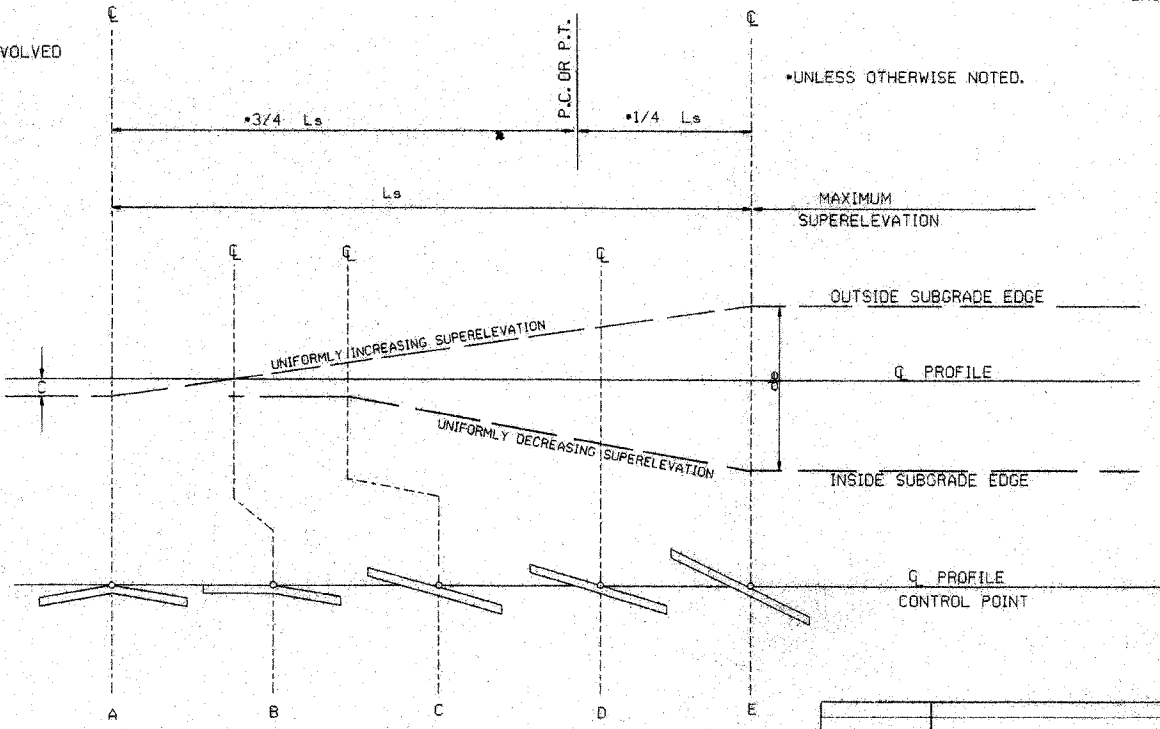 ℄
℄
VOLVED
P.C. OR P.T.
*UNLESS OTHERWISE NOTED.
*3/4 Ls
*1/4 Ls
Ls
MAXIMUM
SUPERELEVATION
℄
℄
℄
OUTSIDE SUBGRADE EDGE
UNIFORMLY INCREASING SUPERELEVATION
C
℄ PROFILE
UNIFORMLY DECREASING SUPERELEVATION
INSIDE SUBGRADE EDGE
℄ PROFILE
CONTROL POINT
A
B
C
D
E